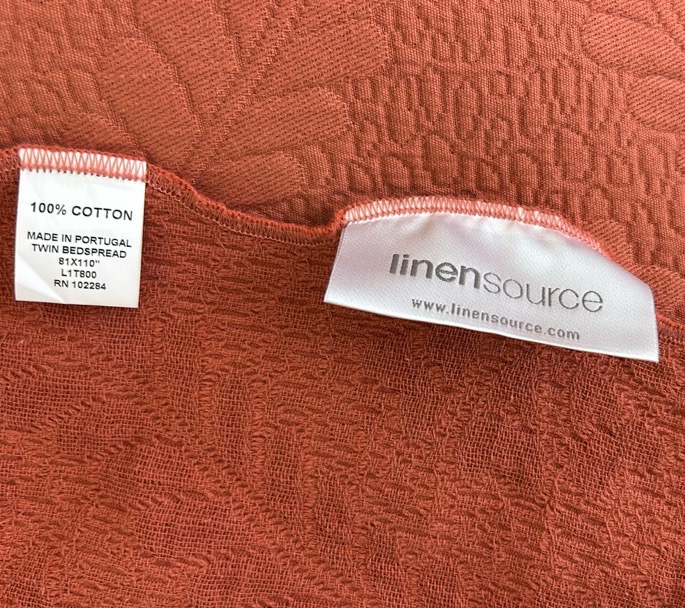 100% COTTON
MADE IN PORTUGAL
TWIN BEDSPREAD
81X110"
L1T800
RN 102284
linensource
www.linensource.com